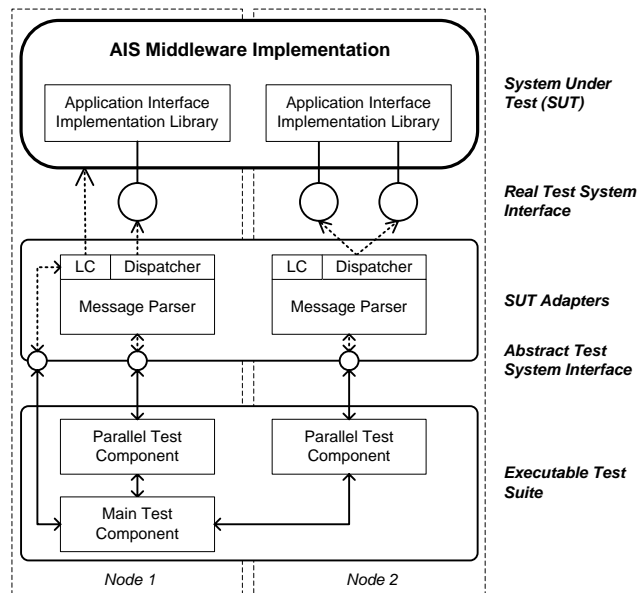 AIS Middleware Implementation
Application Interface
Implementation Library
Application Interface
Implementation Library
System Under
Test (SUT)
Real Test System
Interface
LC
Dispatcher
Message Parser
LC
Dispatcher
Message Parser
SUT Adapters
Abstract Test
System Interface
Parallel Test
Component
Parallel Test
Component
Main Test
Component
Executable Test
Suite
Node 1
Node 2